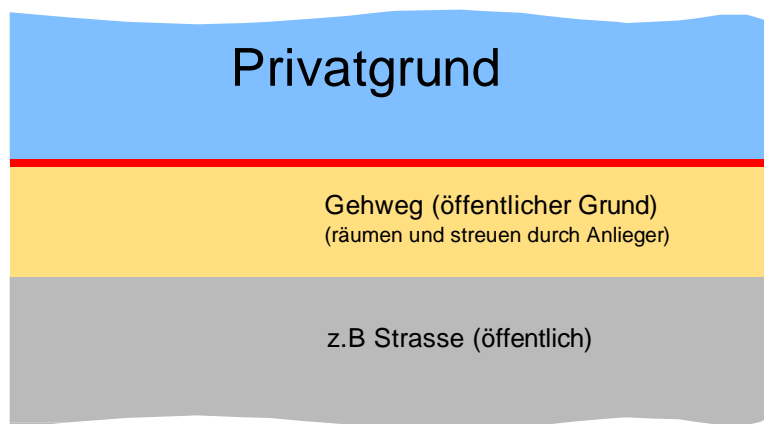 Privatgrund
Gehweg (öffentlicher Grund)
(räumen und streuen durch Anlieger)
z.B Strasse (öffentlich)